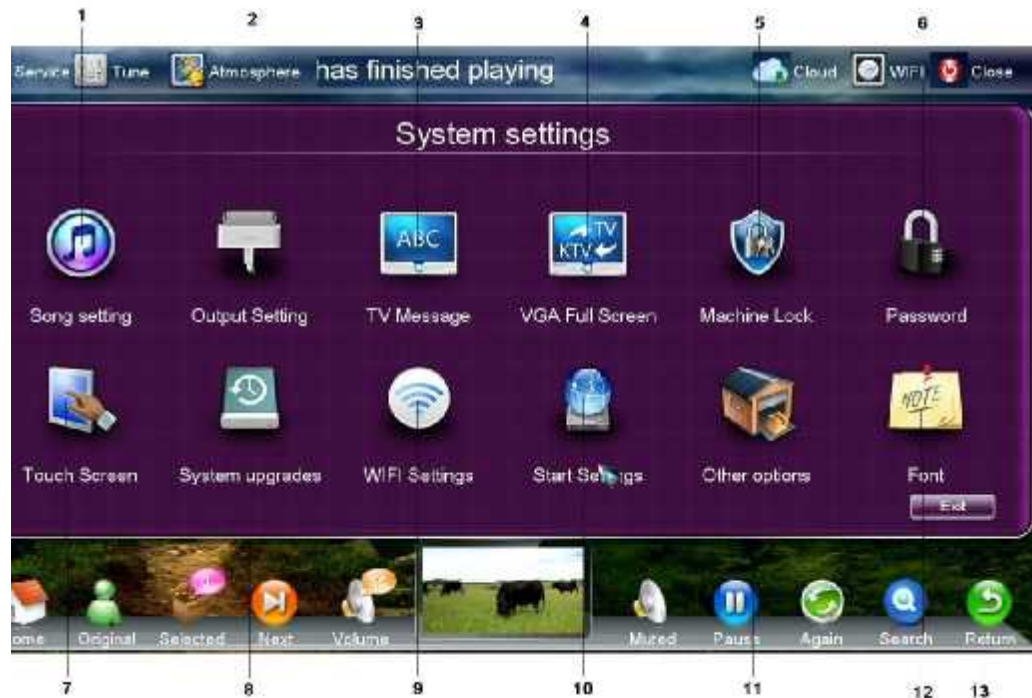 1 2 3 4 5 6
Service Tune Atmosphere has finished playing Cloud WIFI Close
System settings
ABC TV
KTV
Song setting Output Setting TV Message VGA Full Screen Machine Lock Password
NOTE
Touch Screen System upgrades WIFI Settings Start Settings Other options Font
Exit
ome Original Selected Next Volume Muted Pause Again Search Return
7 8 9 10 11 12 13